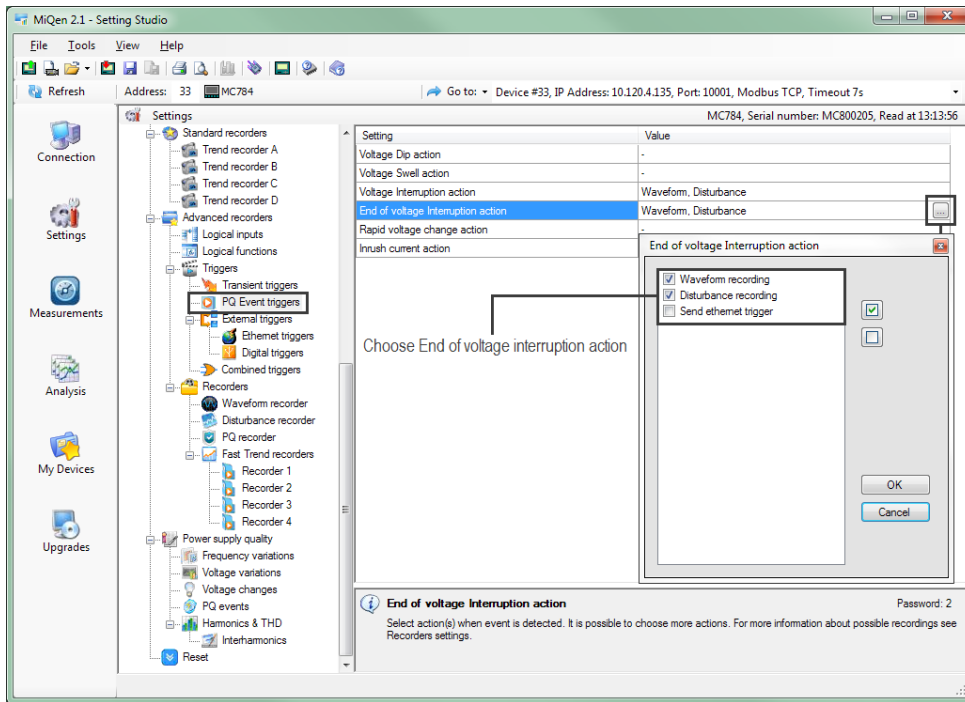 MiQen 2.1 - Setting Studio
File Tools View Help
Refresh Address: 33 MC784 Go to: Device #33, IP Address: 10.120.4.135, Port: 10001, Modbus TCP, Timeout 7s
Settings MC784, Serial number: MC800205, Read at 13:13:56
Connection
Settings
Measurements
Analysis
My Devices
Upgrades
Standard recorders
Trend recorder A
Trend recorder B
Trend recorder C
Trend recorder D
Advanced recorders
Logical inputs
Logical functions
Triggers
Transient triggers
PQ Event triggers
External triggers
Ethernet triggers
Digital triggers
Combined triggers
Recorders
Waveform recorder
Disturbance recorder
PQ recorder
Fast Trend recorders
Recorder 1
Recorder 2
Recorder 3
Recorder 4
Power supply quality
Frequency variations
Voltage variations
Voltage changes
PQ events
Hamonics & THD
Interhamonics
Reset
Setting Value
Voltage Dip action -
Voltage Swell action -
Voltage Interruption action Waveform, Disturbance
End of voltage Interruption action Waveform, Disturbance ...
Rapid voltage change action -
Inrush current action
End of voltage Interruption action
Waveform recording
Disturbance recording
Send ethernet trigger
Choose End of voltage interruption action
OK
Cancel
End of voltage Interruption action Password: 2
Select action(s) when event is detected. It is possible to choose more actions. For more information about possible recordings see
Recorders settings.